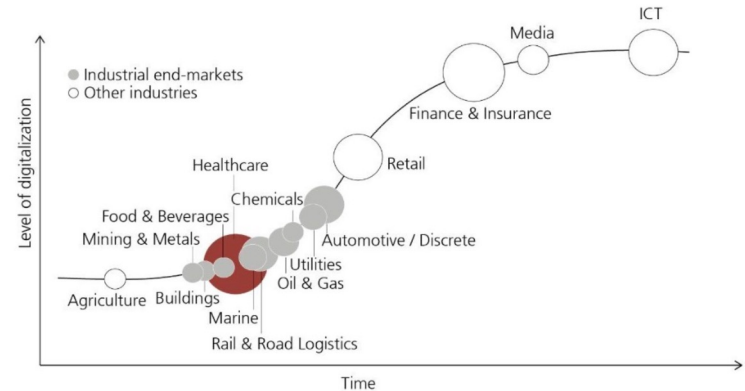 ICT
Media
Industrial end-markets
Other industries
Finance & Insurance
Healthcare
Retail
Chemicals
Food & Beverages
Mining & Metals
Automotive / Discrete
Utilities
Oil & Gas
Agriculture
Buildings
Marine
Rail & Road Logistics
Level of digitalization
Time